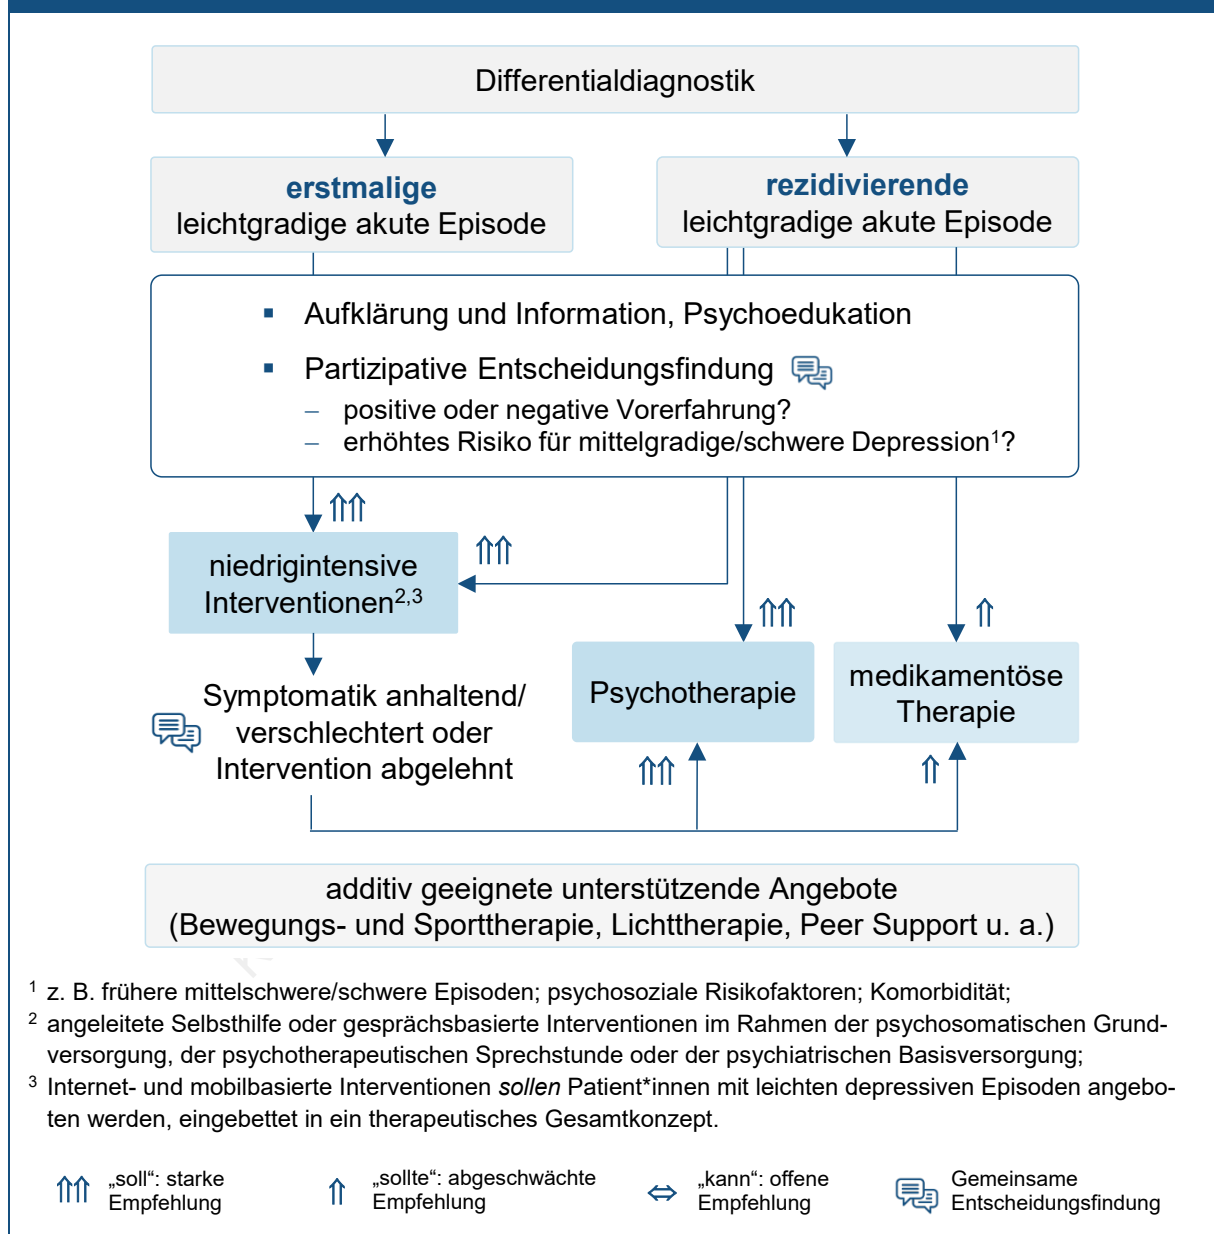 Differentialdiagnostik
erstmalige
leichtgradige akute Episode
rezidivierende
leichtgradige akute Episode
▪ Aufklärung und Information, Psychoedukation
▪ Partizipative Entscheidungsfindung
– positive oder negative Vorerfahrung?
– erhöhtes Risiko für mittelgradige/schwere Depression¹?
⇑⇑
niedrigintensive
Interventionen²,³
⇑⇑
⇑⇑
⇑
Psychotherapie
medikamentöse
Therapie
Symptomatik anhaltend/
verschlechtert oder
Intervention abgelehnt
⇑⇑
⇑
additiv geeignete unterstützende Angebote
(Bewegungs- und Sporttherapie, Lichttherapie, Peer Support u. a.)
¹ z. B. frühere mittelschwere/schwere Episoden; psychosoziale Risikofaktoren; Komorbidität;
² angeleitete Selbsthilfe oder gesprächsbasierte Interventionen im Rahmen der psychosomatischen Grund-
versorgung, der psychotherapeutischen Sprechstunde oder der psychiatrischen Basisversorgung;
³ Internet- und mobilbasierte Interventionen sollen Patient*innen mit leichten depressiven Episoden angebo-
ten werden, eingebettet in ein therapeutisches Gesamtkonzept.
⇑⇑ „soll“: starke
Empfehlung
⇑ „sollte“: abgeschwächte
Empfehlung
⇔ „kann“: offene
Empfehlung
Gemeinsame
Entscheidungsfindung